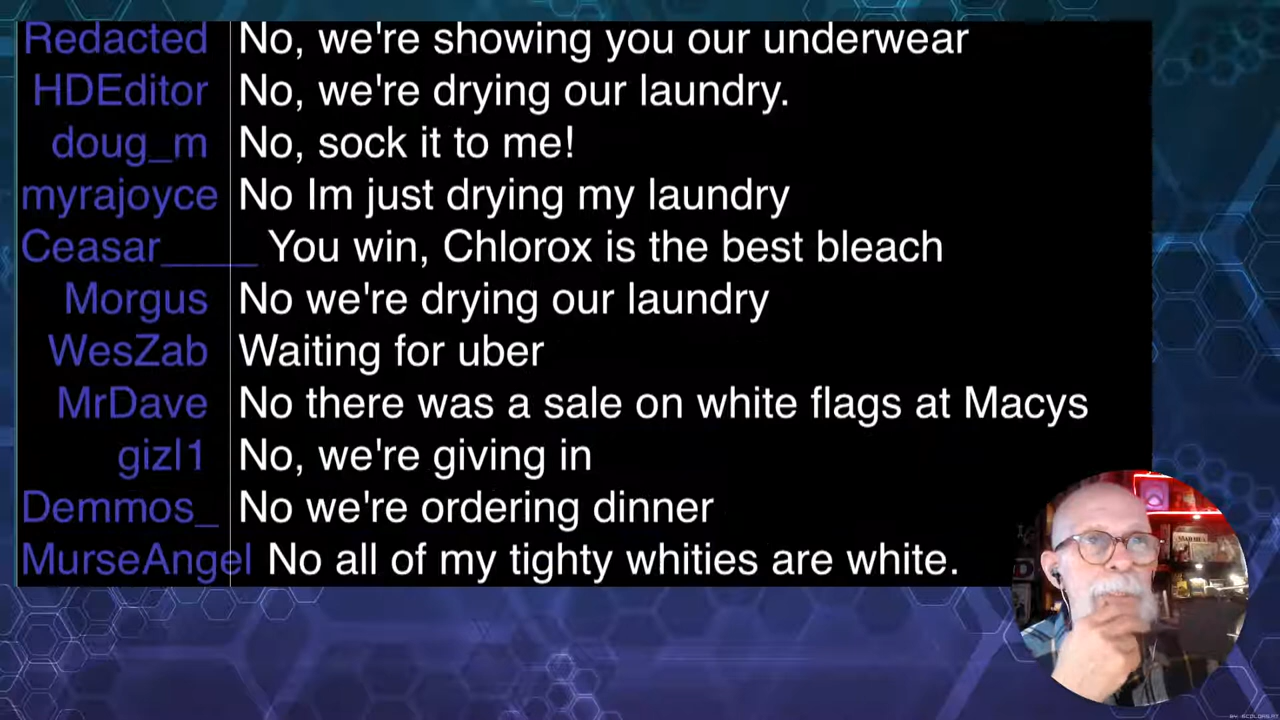 Redacted No, we're showing you our underwear
HDEditor No, we're drying our laundry.
doug_m No, sock it to me!
myrajoyce No Im just drying my laundry
Ceasar____ You win, Chlorox is the best bleach
Morgus No we're drying our laundry
WesZab Waiting for uber
MrDave No there was a sale on white flags at Macys
gizl1 No, we're giving in
Demmos_ No we're ordering dinner
MurseAngel No all of my tighty whities are white.